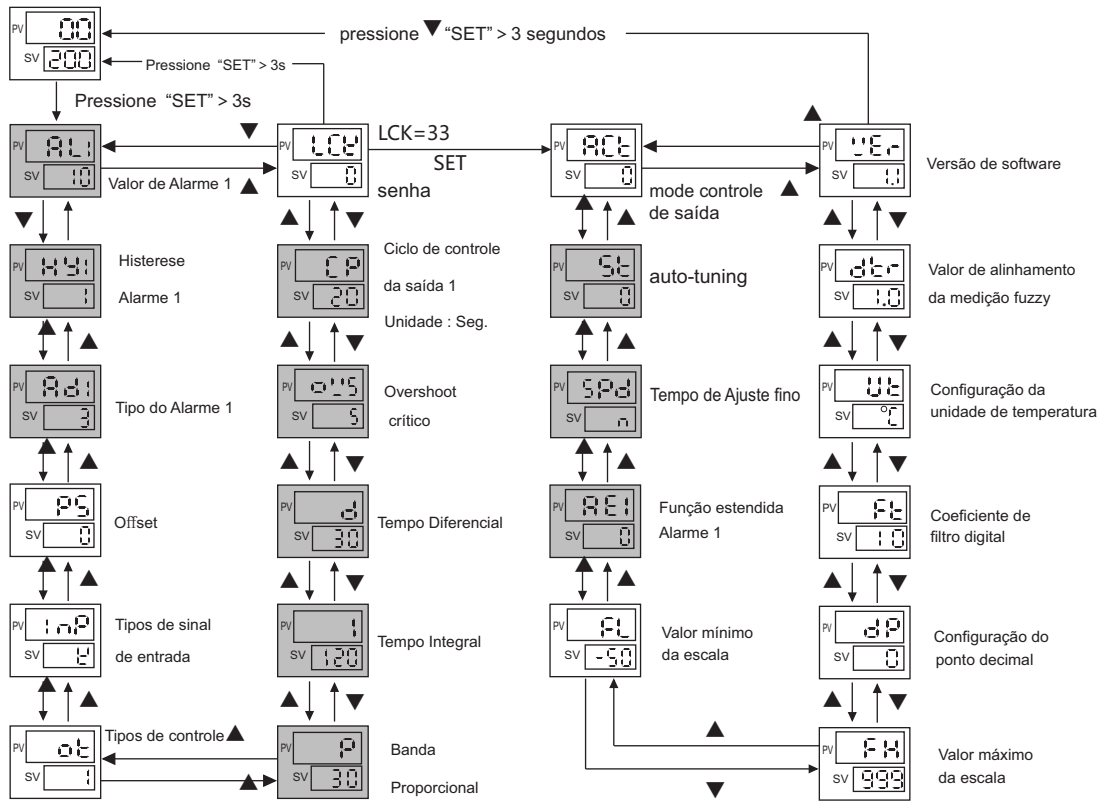 PV 00
SV 200
pressione ▼ “SET” > 3 segundos
Pressione “SET” > 3s
Pressione “SET” > 3s
PV AL1
SV 10
Valor de Alarme 1
PV LCK
SV 0
senha
LCK=33
SET
PV ACt
SV 0
mode controle
de saída
PV VEr
SV 1.1
Versão de software
PV HY1
SV 1
Histerese
Alarme 1
PV CP
SV 20
Ciclo de controle
da saída 1
Unidade : Seg.
PV St
SV 0
auto-tuning
PV dtr
SV 1.0
Valor de alinhamento
da medição fuzzy
PV Ad1
SV 3
Tipo do Alarme 1
PV oVS
SV 5
Overshoot
crítico
PV SPd
SV n
Tempo de Ajuste fino
PV Ut
SV °C
Configuração da
unidade de temperatura
PV PS
SV 0
Offset
PV d
SV 30
Tempo Diferencial
PV AE1
SV 0
Função estendida
Alarme 1
PV Ft
SV 10
Coeficiente de
filtro digital
PV InP
SV K
Tipos de sinal
de entrada
PV I
SV 120
Tempo Integral
PV FL
SV -50
Valor mínimo
da escala
PV dP
SV 0
Configuração do
ponto decimal
PV ot
SV 1
Tipos de controle
PV P
SV 30
Banda
Proporcional
PV FH
SV 999
Valor máximo
da escala